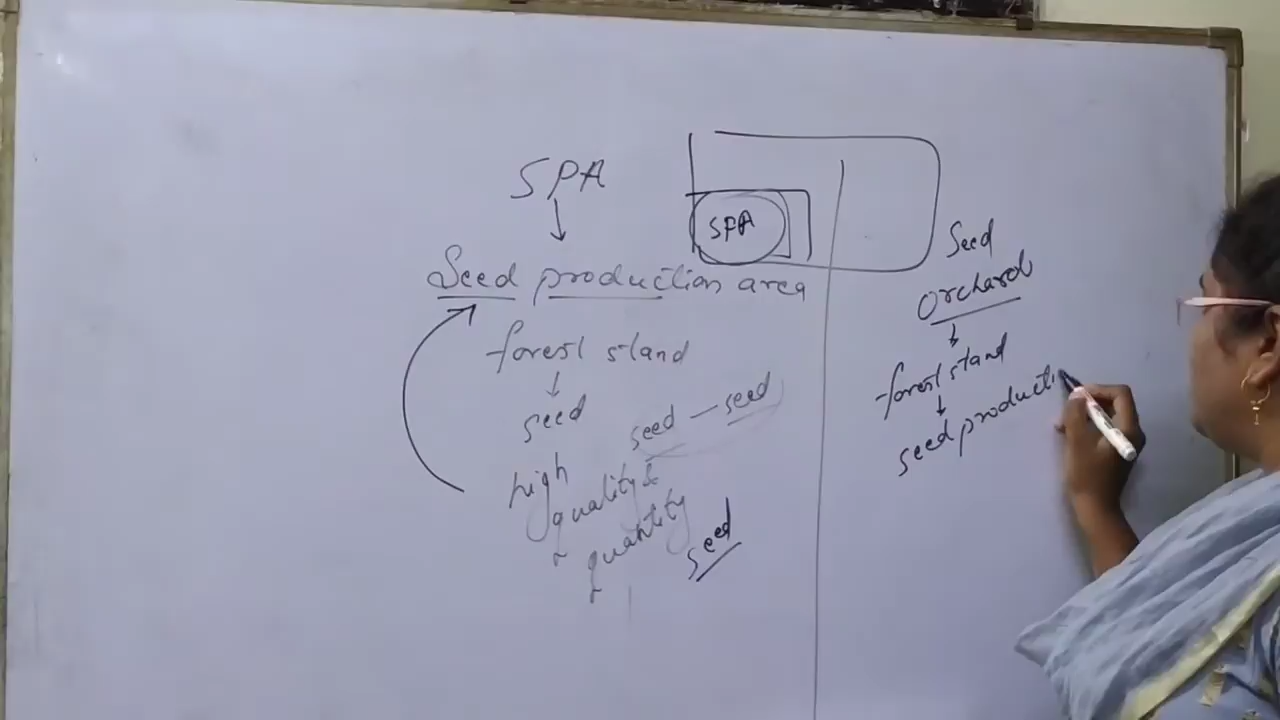 SPA
Seed production area
forest stand
seed
seed - seed
high
quality &
quantity
seed
SPA
Seed
Orchard
forest stand
seed producti